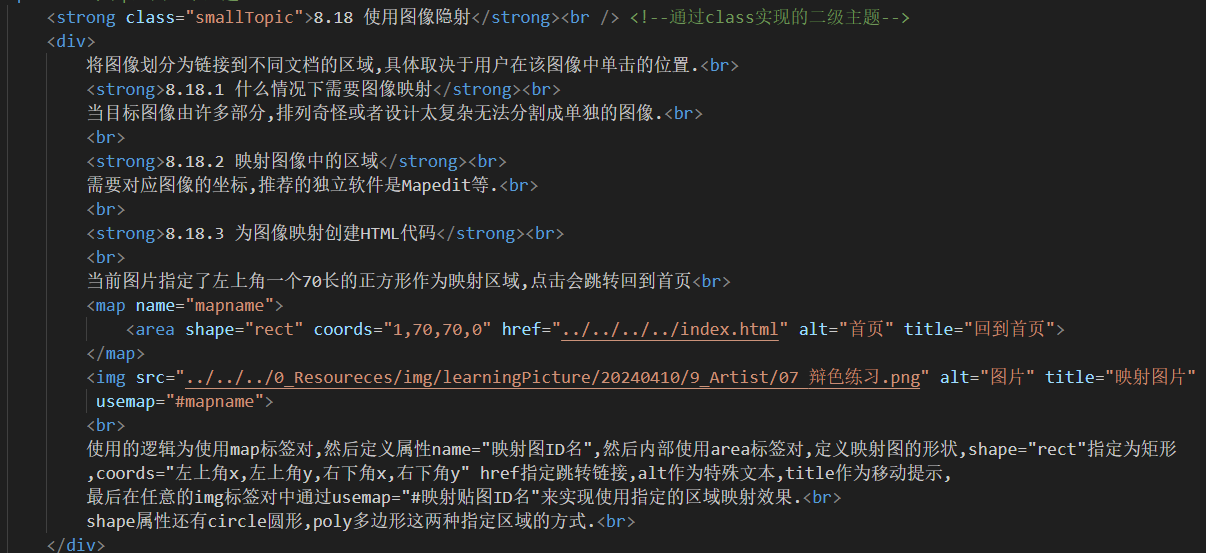 <strong class="smallTopic">8.18 使用图像隐射</strong><br /> <!--通过class实现的二级主题-->
<div>
将图像划分为链接到不同文档的区域,具体取决于用户在该图像中单击的位置.<br>
<strong>8.18.1 什么情况下需要图像映射</strong><br>
当目标图像由许多部分,排列奇怪或者设计太复杂无法分割成单独的图像.<br>
<br>
<strong>8.18.2 映射图像中的区域</strong><br>
需要对应图像的坐标,推荐的独立软件是Mapedit等.<br>
<br>
<strong>8.18.3 为图像映射创建HTML代码</strong><br>
<br>
当前图片指定了左上角一个70长的正方形作为映射区域,点击会跳转回到首页<br>
<map name="mapname">
<area shape="rect" coords="1,70,70,0" href="../../../../index.html" alt="首页" title="回到首页">
</map>
<img src="../../../0_Resoureces/img/learningPicture/20240410/9_Artist/07 辩色练习.png" alt="图片" title="映射图片"
usemap="#mapname">
<br>
使用的逻辑为使用map标签对,然后定义属性name="映射图ID名",然后内部使用area标签对,定义映射图的形状,shape="rect"指定为矩形
,coords="左上角x,左上角y,右下角x,右下角y" href指定跳转链接,alt作为特殊文本,title作为移动提示,
最后在任意的img标签对中通过usemap="#映射贴图ID名"来实现使用指定的区域映射效果.<br>
shape属性还有circle圆形,poly多边形这两种指定区域的方式.<br>
</div>